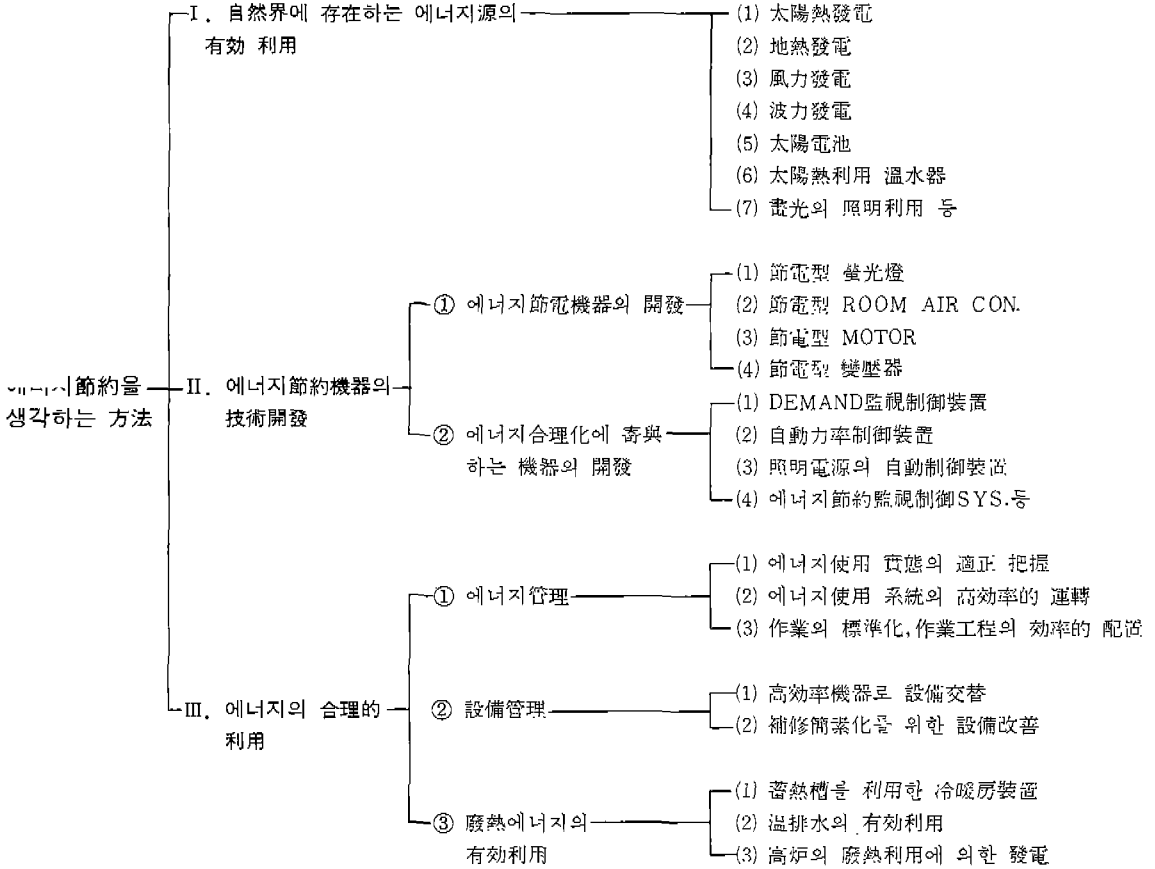 I. 自然界에 存在하는 에너지源의
有効 利用
(1) 太陽熱發電
(2) 地熱發電
(3) 風力發電
(4) 波力發電
(5) 太陽電池
(6) 太陽熱利用 溫水器
(7) 晝光의 照明利用 등
節約을
생각하는 方法
II. 에너지節約機器의
技術開發
① 에너지節電機器의 開發
(1) 節電型 螢光燈
(2) 節電型 ROOM AIR CON.
(3) 節電型 MOTOR
(4) 節電型 變壓器
② 에너지合理化에 寄與
하는 機器의 開發
(1) DEMAND監視制御裝置
(2) 自動力率制御裝置
(3) 照明電源의 自動制御裝置
(4) 에너지節約監視制御SYS.등
III. 에너지의 合理的
利用
① 에너지管理
(1) 에너지使用 實態의 適正 把握
(2) 에너지使用 系統의 高效率的 運轉
(3) 作業의 標準化,作業工程의 効率的 配置
② 設備管理
(1) 高効率機器로 設備交替
(2) 補修簡素化를 위한 設備改善
③ 廢熱에너지의
有効利用
(1) 蓄熱槽를 利用한 冷暖房裝置
(2) 温排水의 有効利用
(3) 高炉의 廢熱利用에 의한 發電